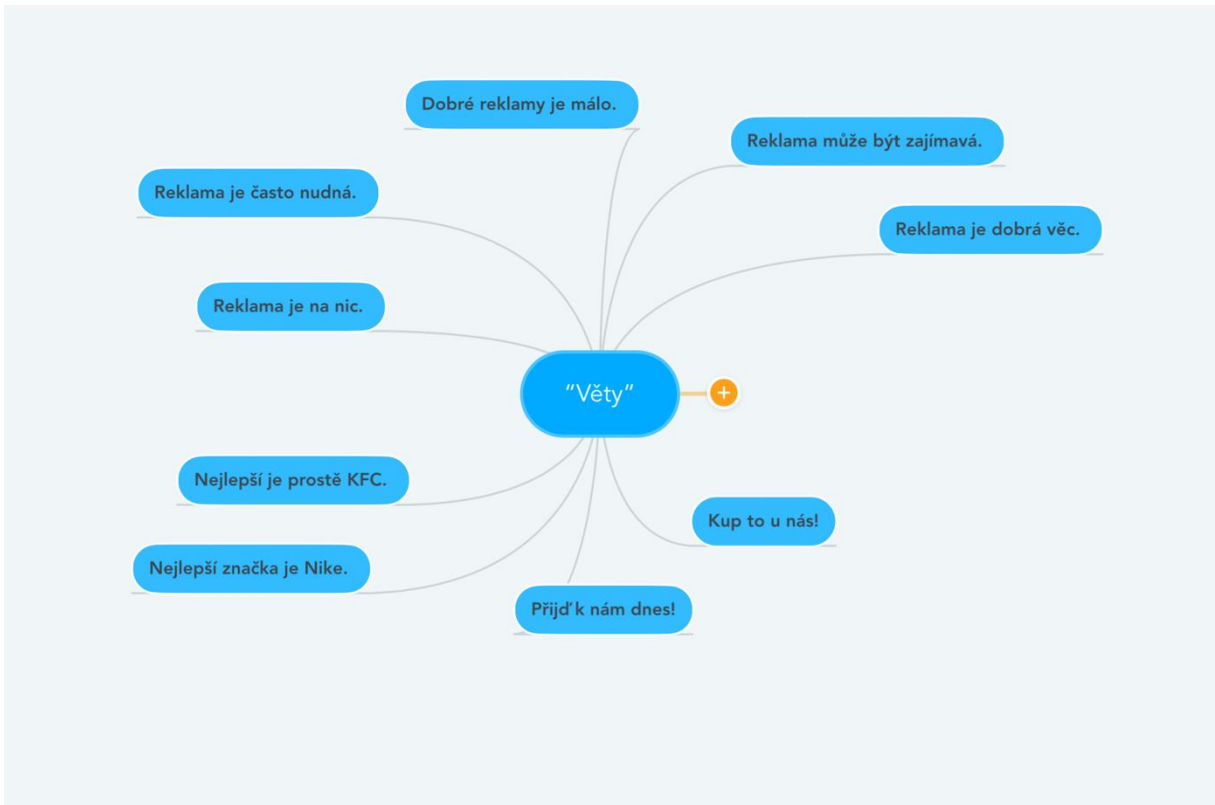 Dobré reklamy je málo.
Reklama může být zajímavá.
Reklama je často nudná.
Reklama je dobrá věc.
Reklama je na nic.
“Věty”
Nejlepší je prostě KFC.
Kup to u nás!
Nejlepší značka je Nike.
Přijď k nám dnes!